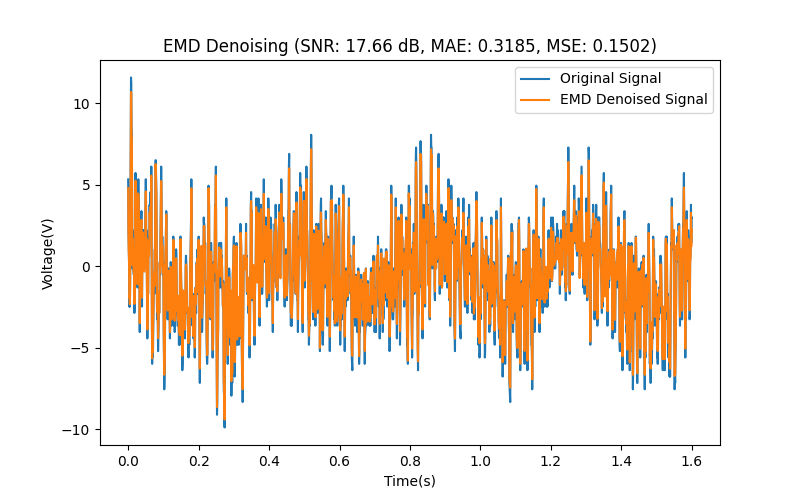 EMD Denoising (SNR: 17.66 dB, MAE: 0.3185, MSE: 0.1502)
Original Signal
EMD Denoised Signal
10
5
0
−5
−10
Voltage(V)
0.0 0.2 0.4 0.6 0.8 1.0 1.2 1.4 1.6
Time(s)